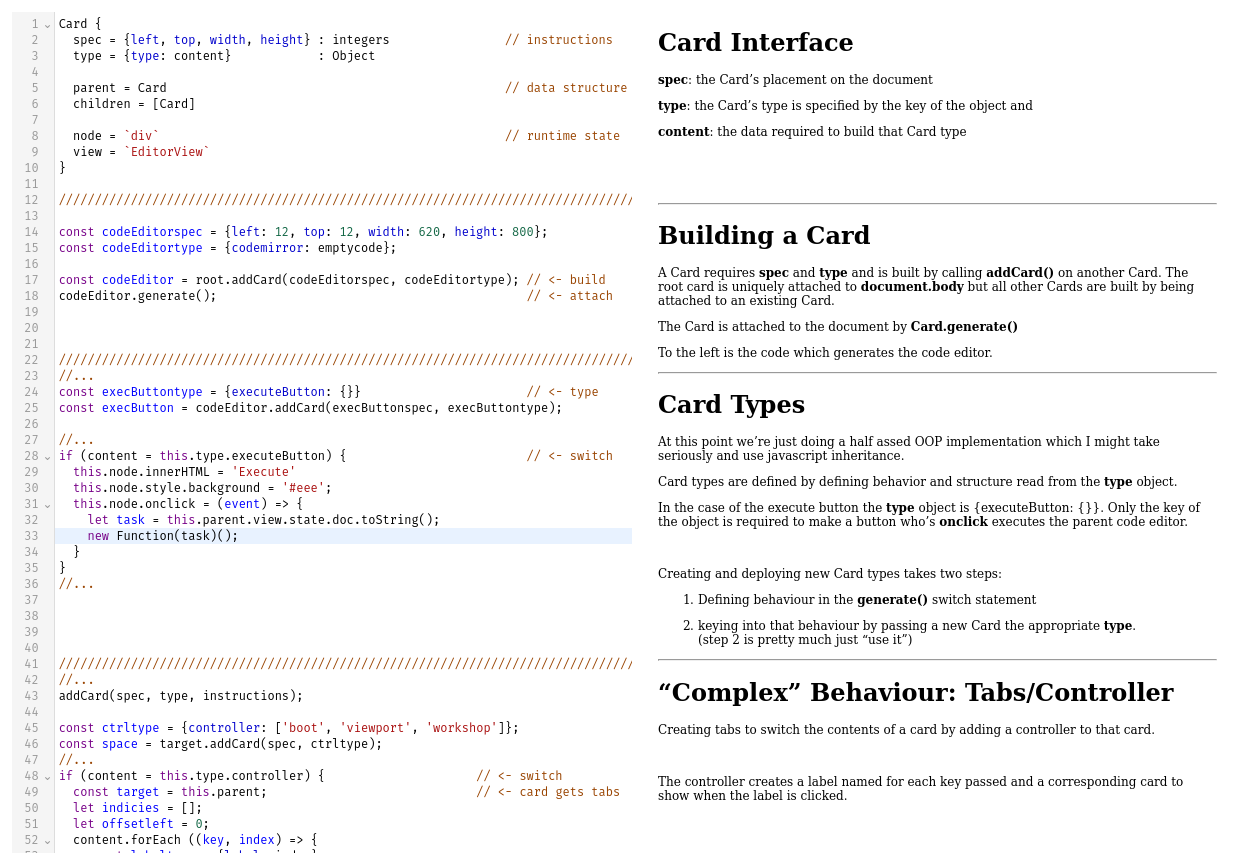 1 Card {
2 spec = {left, top, width, height} : integers // instructions
3 type = {type: content} : Object
4
5 parent = Card // data structure
6 children = [Card]
7
8 node = `div` // runtime state
9 view = `EditorView`
10 }
11
12 ////////////////////////////////////////////////////////////////////////////////
13
14 const codeEditorspec = {left: 12, top: 12, width: 620, height: 800};
15 const codeEditortype = {codemirror: emptycode};
16
17 const codeEditor = root.addCard(codeEditorspec, codeEditortype); // <- build
18 codeEditor.generate(); // <- attach
19
20
21
22 ////////////////////////////////////////////////////////////////////////////////
23 //...
24 const execButtontype = {executeButton: {}} // <- type
25 const execButton = codeEditor.addCard(execButtonspec, execButtontype);
26
27 //...
28 if (content = this.type.executeButton) { // <- switch
29 this.node.innerHTML = 'Execute'
30 this.node.style.background = '#eee';
31 this.node.onclick = (event) => {
32 let task = this.parent.view.state.doc.toString();
33 new Function(task)();
34 }
35 }
36 //...
37
38
39
40
41 ////////////////////////////////////////////////////////////////////////////////
42 //...
43 addCard(spec, type, instructions);
44
45 const ctrltype = {controller: ['boot', 'viewport', 'workshop']};
46 const space = target.addCard(spec, ctrltype);
47 //...
48 if (content = this.type.controller) { // <- switch
49 const target = this.parent; // <- card gets tabs
50 let indicies = [];
51 let offsetleft = 0;
52 content.forEach ((key, index) => {
Card Interface
spec: the Card’s placement on the document
type: the Card’s type is specified by the key of the object and
content: the data required to build that Card type
Building a Card
A Card requires spec and type and is built by calling addCard() on another Card. The
root card is uniquely attached to document.body but all other Cards are built by being
attached to an existing Card.
The Card is attached to the document by Card.generate()
To the left is the code which generates the code editor.
Card Types
At this point we’re just doing a half assed OOP implementation which I might take
seriously and use javascript inheritance.
Card types are defined by defining behavior and structure read from the type object.
In the case of the execute button the type object is {executeButton: {}}. Only the key of
the object is required to make a button who’s onclick executes the parent code editor.
Creating and deploying new Card types takes two steps:
1. Defining behaviour in the generate() switch statement
2. keying into that behaviour by passing a new Card the appropriate type.
(step 2 is pretty much just “use it”)
“Complex” Behaviour: Tabs/Controller
Creating tabs to switch the contents of a card by adding a controller to that card.
The controller creates a label named for each key passed and a corresponding card to
show when the label is clicked.